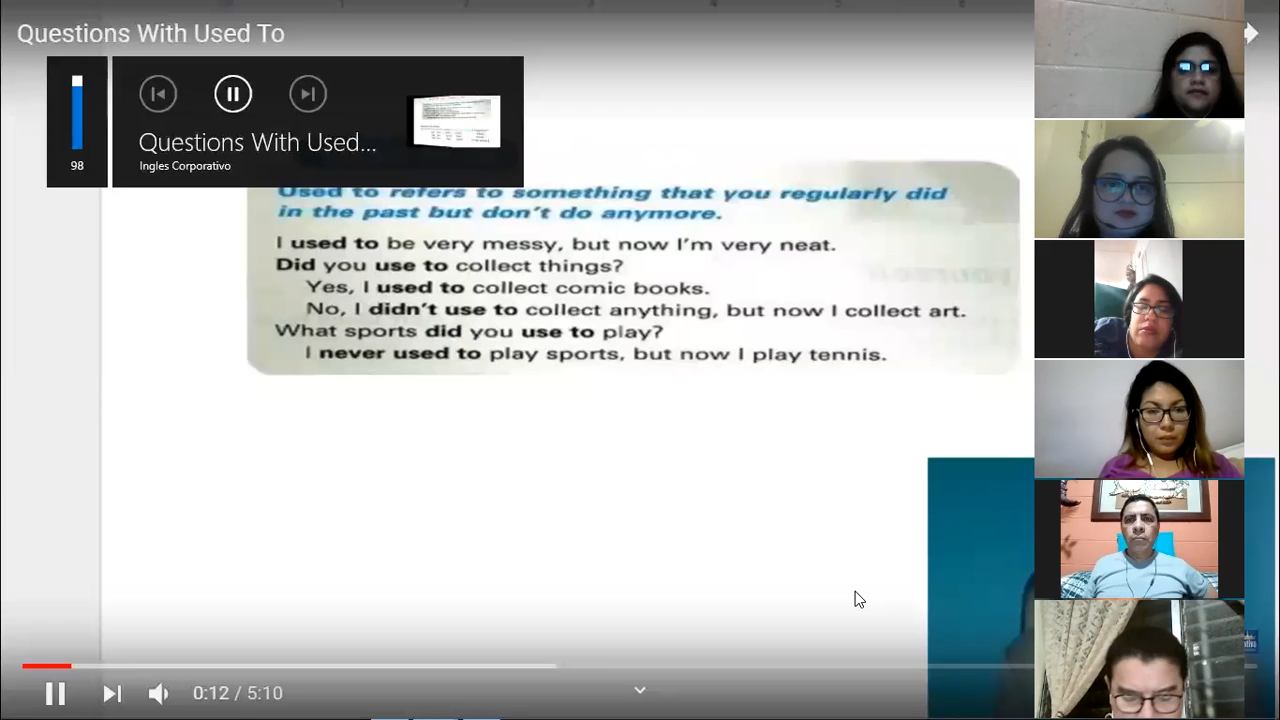 Questions With Used To
Questions With Used...
Ingles Corporativo
98
Used to refers to something that you regularly did
in the past but don't do anymore.
I used to be very messy, but now I'm very neat.
Did you use to collect things?
Yes, I used to collect comic books.
No, I didn't use to collect anything, but now I collect art.
What sports did you use to play?
I never used to play sports, but now I play tennis.
0:12 / 5:10